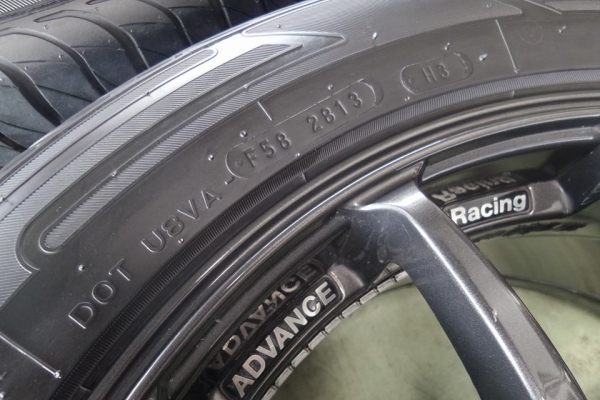 DOT U8VA F58 2813 H3
ADVANCE
Racing